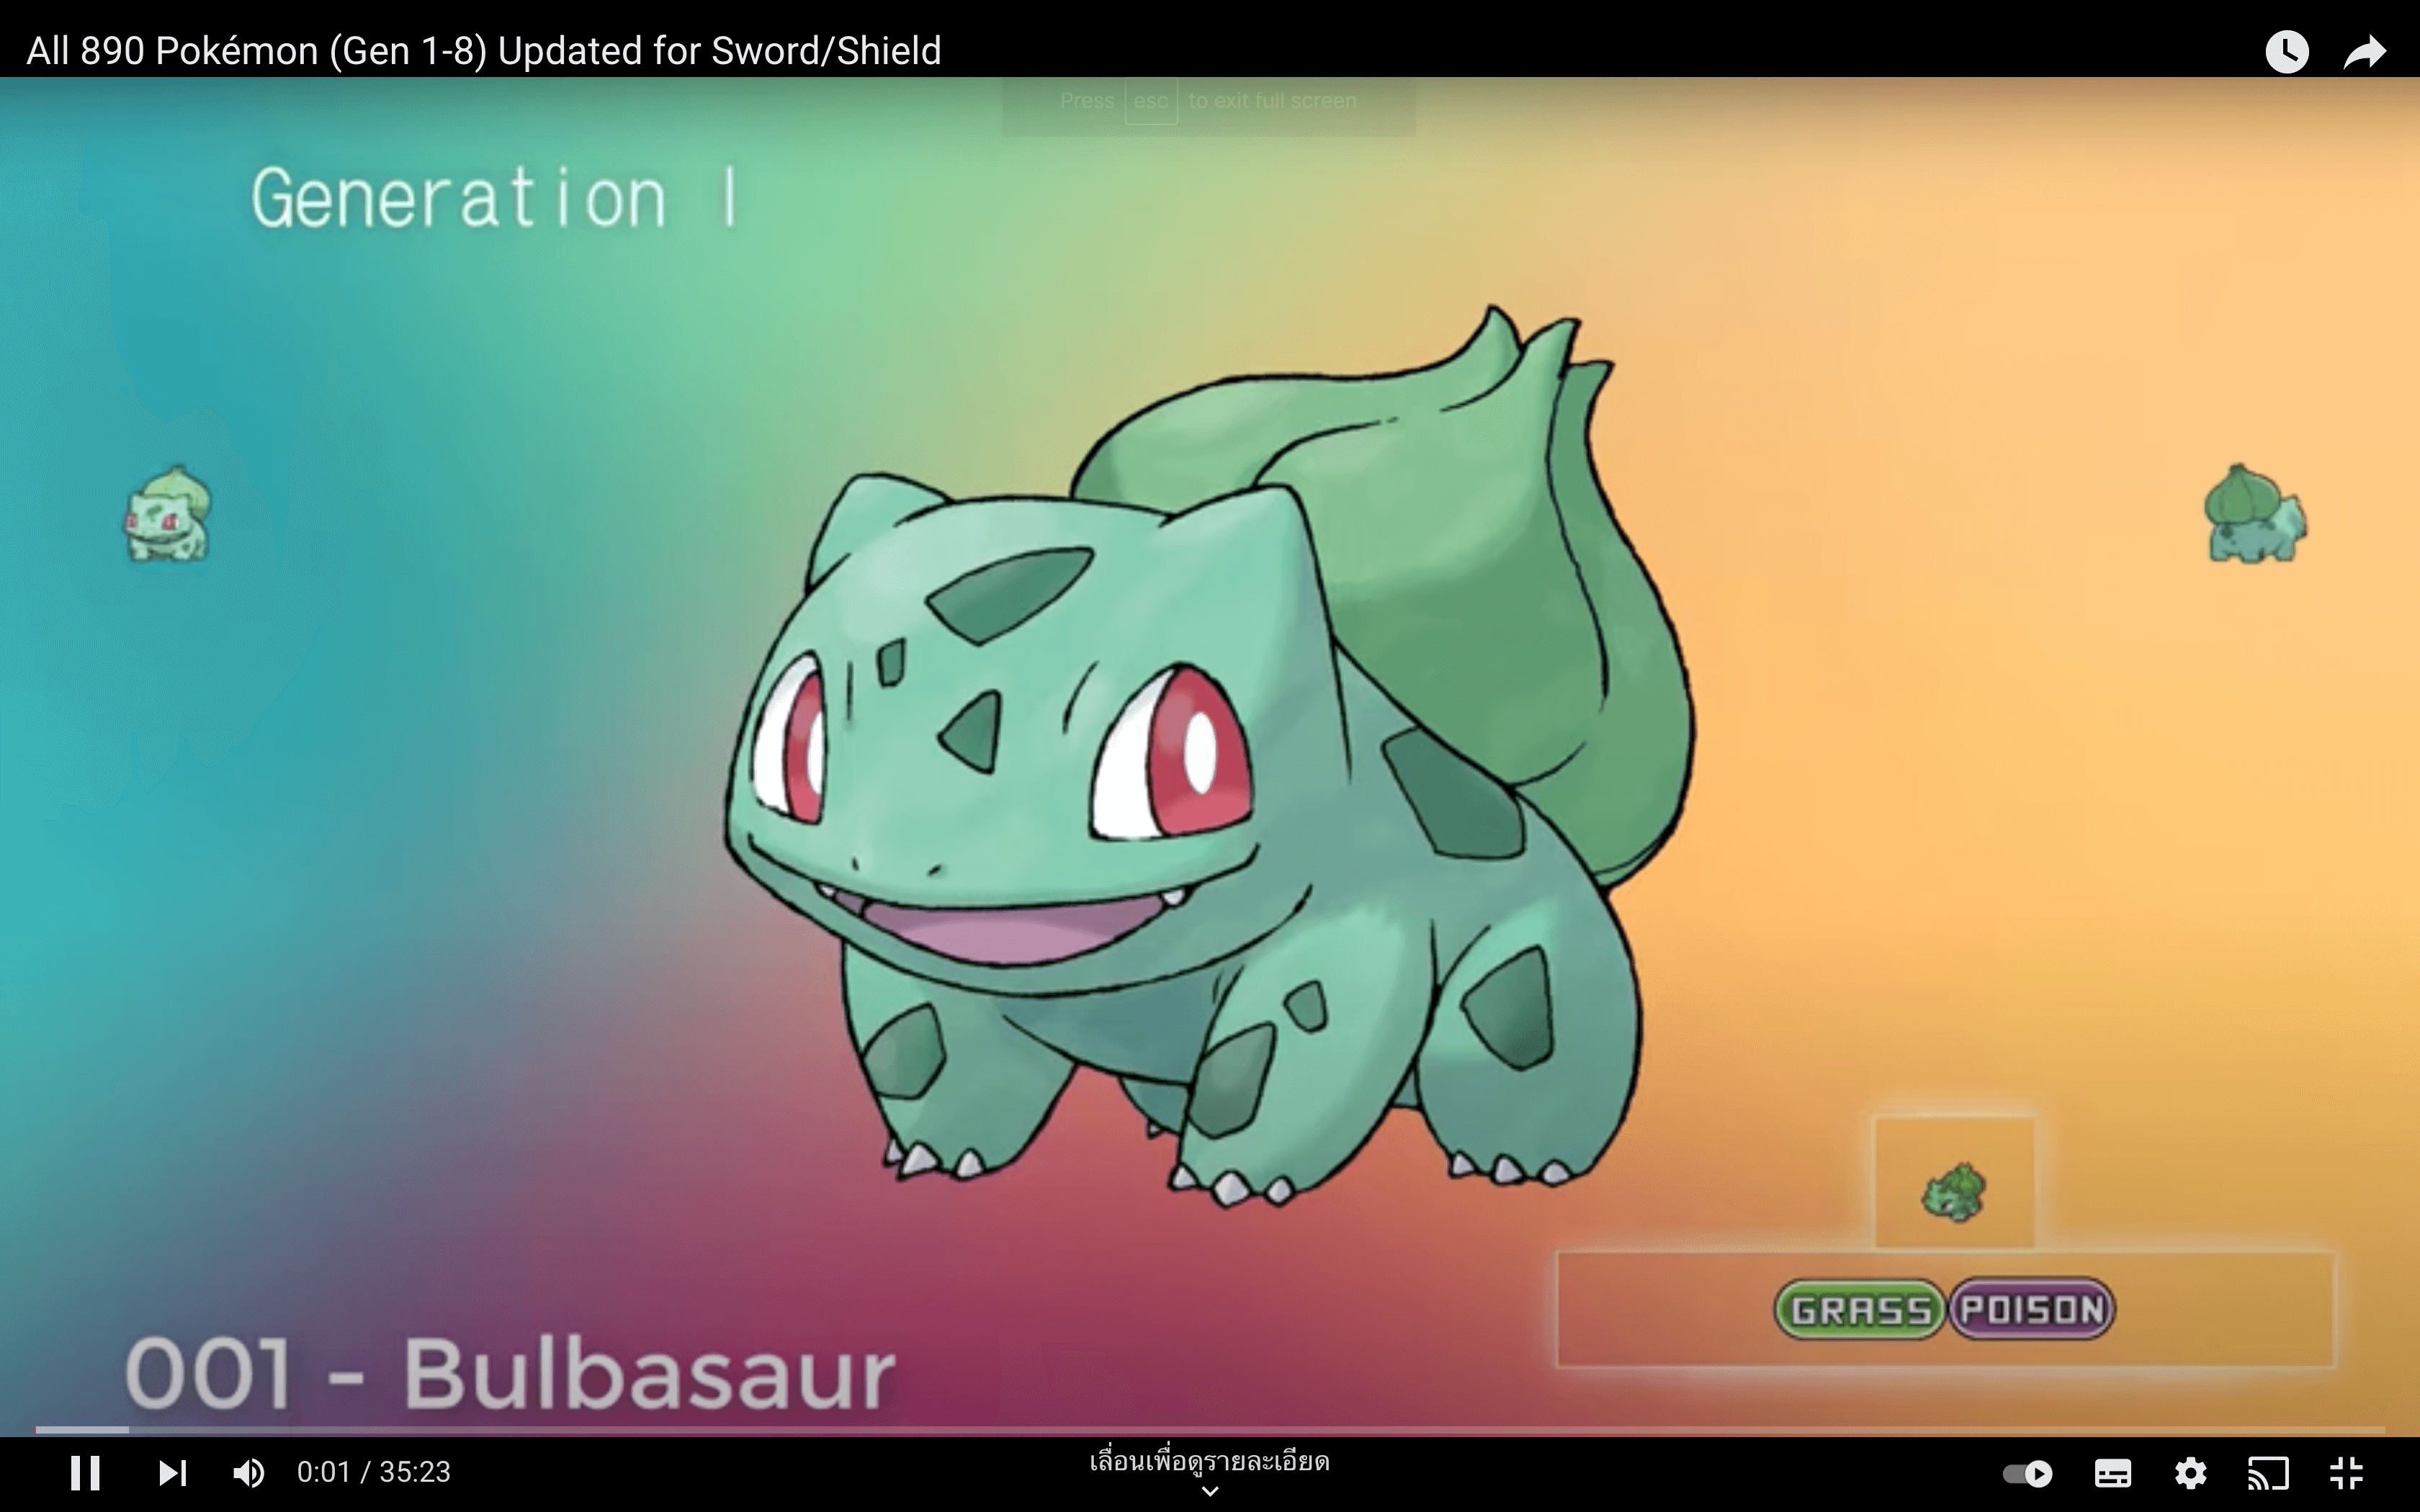 All 890 Pokémon (Gen 1-8) Updated for Sword/Shield
Press esc to exit full screen
Generation I
GRASS POISON
001 - Bulbasaur
0:01 / 35:23
เลื่อนเพื่อดูรายละเอียด